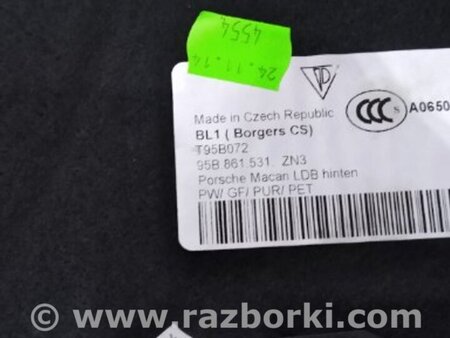 4554
24.11.14
Made in Czech Republic
BL1 ( Borgers CS)
T95B072
95B.861.531. ZN3
Porsche Macan LDB hinten
PW/ GF/ PUR/ PET
CCC S
A0650
© www.razborki.com